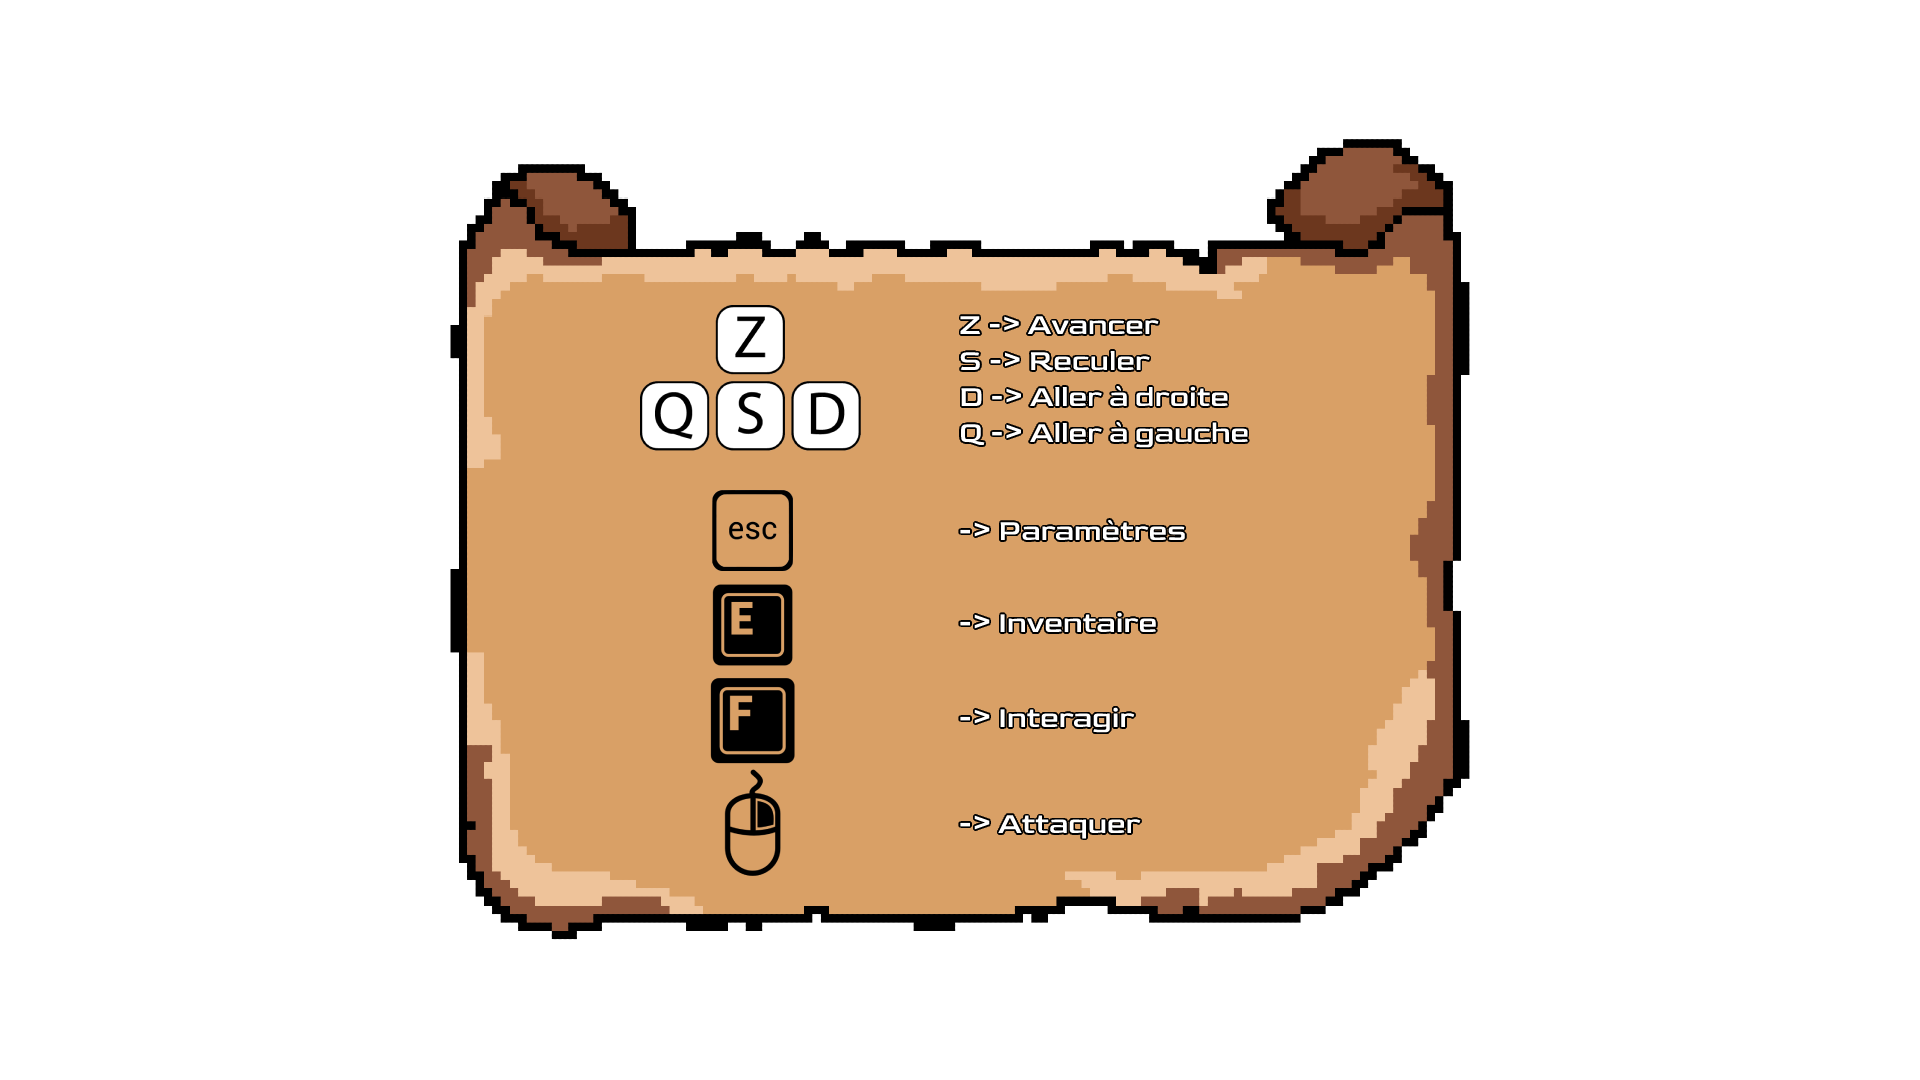 Z
Q S D
Z -> Avancer
S -> Reculer
D -> Aller à droite
Q -> Aller à gauche
esc
-> Paramètres
E
-> Inventaire
F
-> Interagir
-> Attaquer